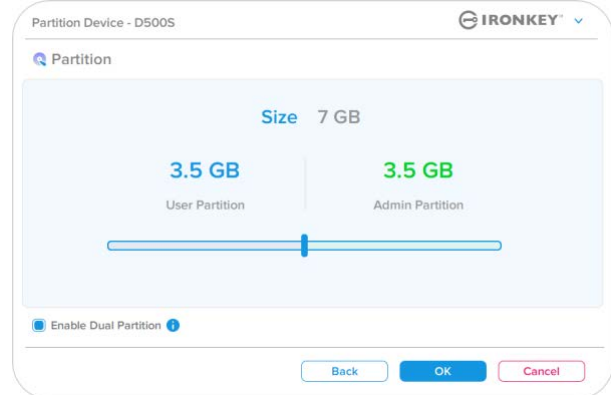 Partition Device - D500S
IRONKEY™
Partition
Size 7 GB
3.5 GB 3.5 GB
User Partition Admin Partition
Enable Dual Partition i
Back OK Cancel